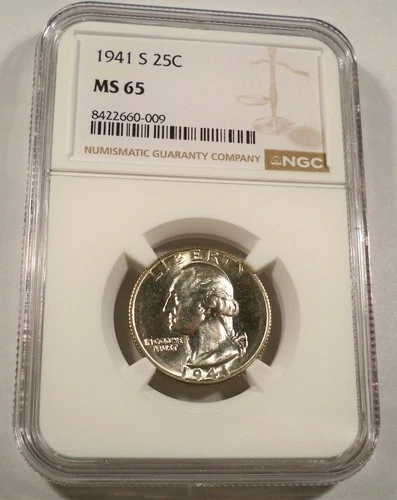 1941 S 25C
MS 65
8422660-009
NUMISMATIC GUARANTY COMPANY
NGC
LIBERTY
IN GOD WE
TRUST
1941